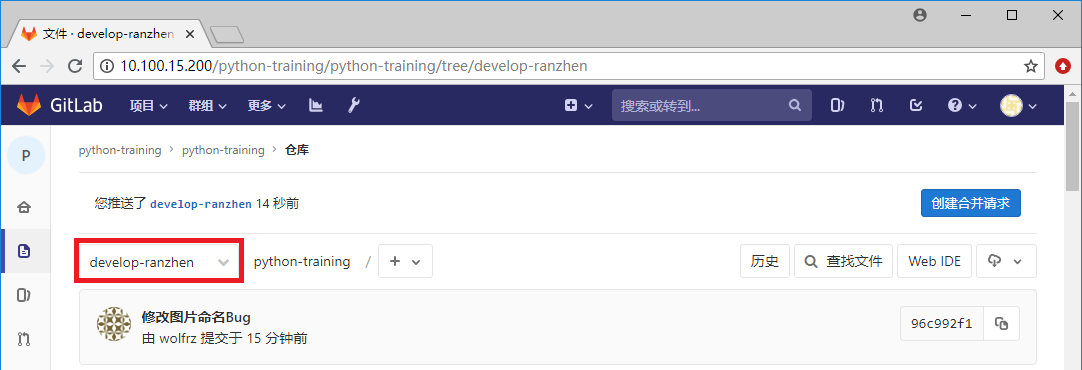 文件 · develop-ranzhen
10.100.15.200/python-training/python-training/tree/develop-ranzhen
GitLab 项目 群组 更多 搜索或转到...
P
python-training > python-training > 仓库
您推送了 develop-ranzhen 14 秒前 创建合并请求
develop-ranzhen python-training / + 历史 查找文件 Web IDE
修改图片命名Bug
由 wolfrz 提交于 15 分钟前 96c992f1